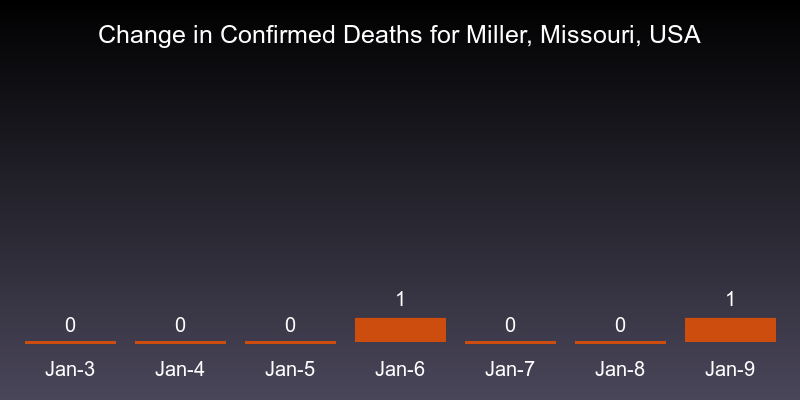 Change in Confirmed Deaths for Miller, Missouri, USA
0 0 0 1 0 0 1
Jan-3 Jan-4 Jan-5 Jan-6 Jan-7 Jan-8 Jan-9